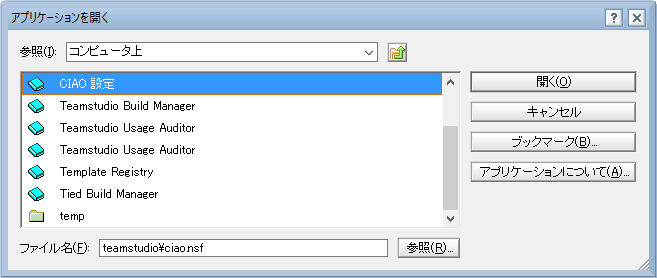 アプリケーションを開く
参照(I):
コンピュータ上
CIAO 設定
Teamstudio Build Manager
Teamstudio Usage Auditor
Teamstudio Usage Auditor
Template Registry
Tied Build Manager
temp
開く(O)
キャンセル
ブックマーク(B)...
アプリケーションについて(A)...
ファイル名(F):
teamstudio¥ciao.nsf
参照(R)...